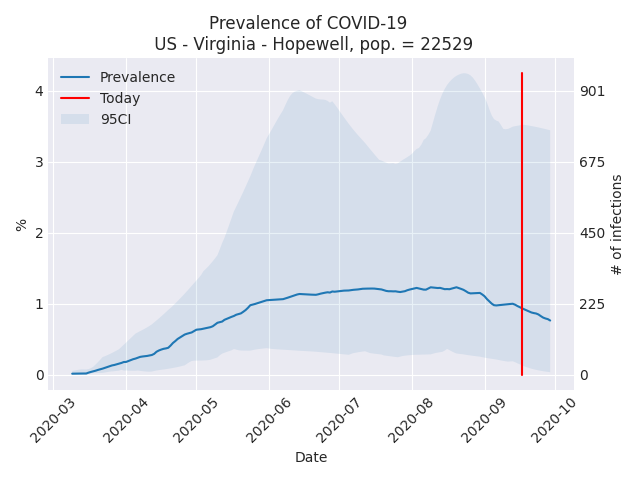 Prevalence of COVID-19
US - Virginia - Hopewell, pop. = 22529
Prevalence
Today
95CI
4
3
2
1
0
%
901
675
450
225
0
# of infections
2020-03
2020-04
2020-05
2020-06
2020-07
2020-08
2020-09
2020-10
Date